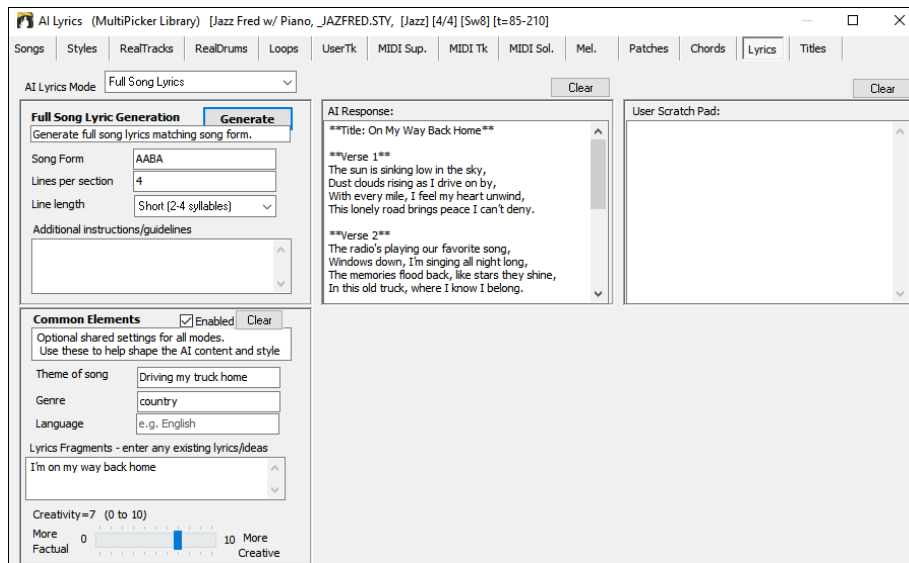 AI Lyrics (MultiPicker Library) [Jazz Fred w/ Piano, _JAZFRED.STY, [Jazz] [4/4] [Sw8] [t=85-210]
Songs Styles RealTracks RealDrums Loops UserTk MIDI Sup. MIDI Tk MIDI Sol. Mel. Patches Chords Lyrics Titles
AI Lyrics Mode Full Song Lyrics
Clear
Clear
Full Song Lyric Generation Generate
Generate full song lyrics matching song form.
Song Form AABA
Lines per section 4
Line length Short (2-4 syllables)
Additional instructions/guidelines
AI Response:
**Title: On My Way Back Home**
**Verse 1**
The sun is sinking low in the sky,
Dust clouds rising as I drive on by,
With every mile, I feel my heart unwind,
This lonely road brings peace I can't deny.
**Verse 2**
The radio's playing our favorite song,
Windows down, I'm singing all night long,
The memories flood back, like stars they shine,
In this old truck, where I know I belong.
User Scratch Pad:
Common Elements Enabled Clear
Optional shared settings for all modes.
Use these to help shape the AI content and style
Theme of song Driving my truck home
Genre country
Language e.g. English
Lyrics Fragments - enter any existing lyrics/ideas
I'm on my way back home
Creativity=7 (0 to 10)
More Factual 0 10 More Creative